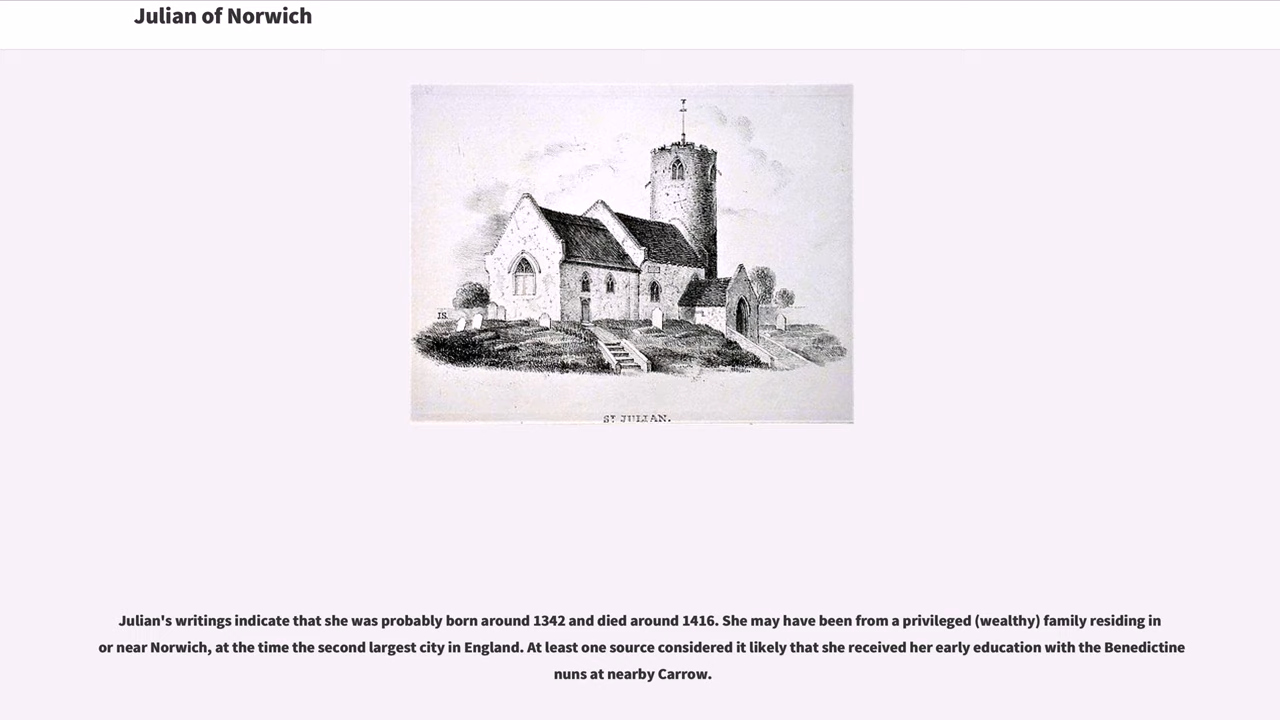 Julian of Norwich
I.S.
ST JULIAN.
Julian's writings indicate that she was probably born around 1342 and died around 1416. She may have been from a privileged (wealthy) family residing in
or near Norwich, at the time the second largest city in England. At least one source considered it likely that she received her early education with the Benedictine
nuns at nearby Carrow.